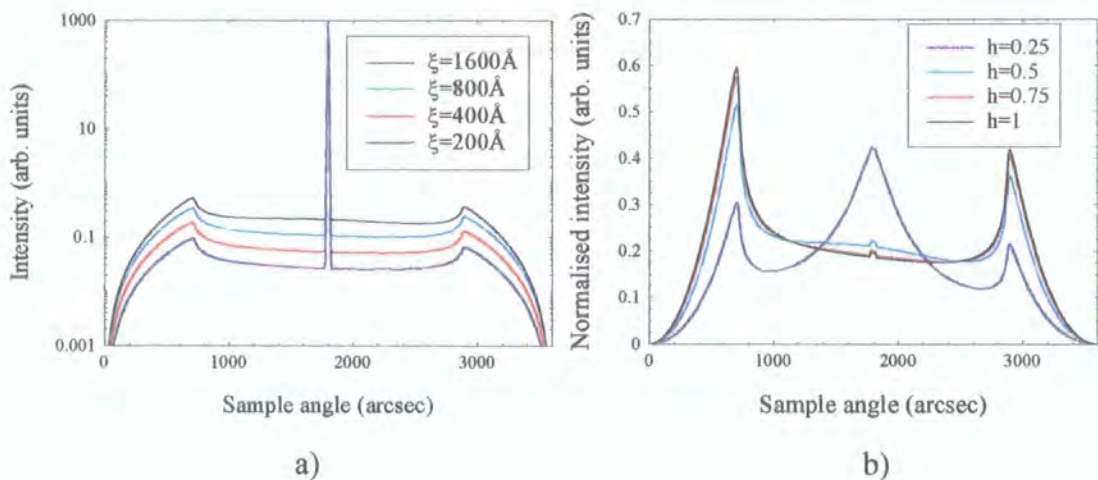 Intensity (arb. units)
1000
10
0.1
0.001
0
1000
2000
3000
Sample angle (arcsec)
ξ=1600Å
ξ=800Å
ξ=400Å
ξ=200Å
a)
Normalised intensity (arb. units)
0.7
0.6
0.5
0.4
0.3
0.2
0.1
0
0
1000
2000
3000
Sample angle (arcsec)
h=0.25
h=0.5
h=0.75
h=1
b)